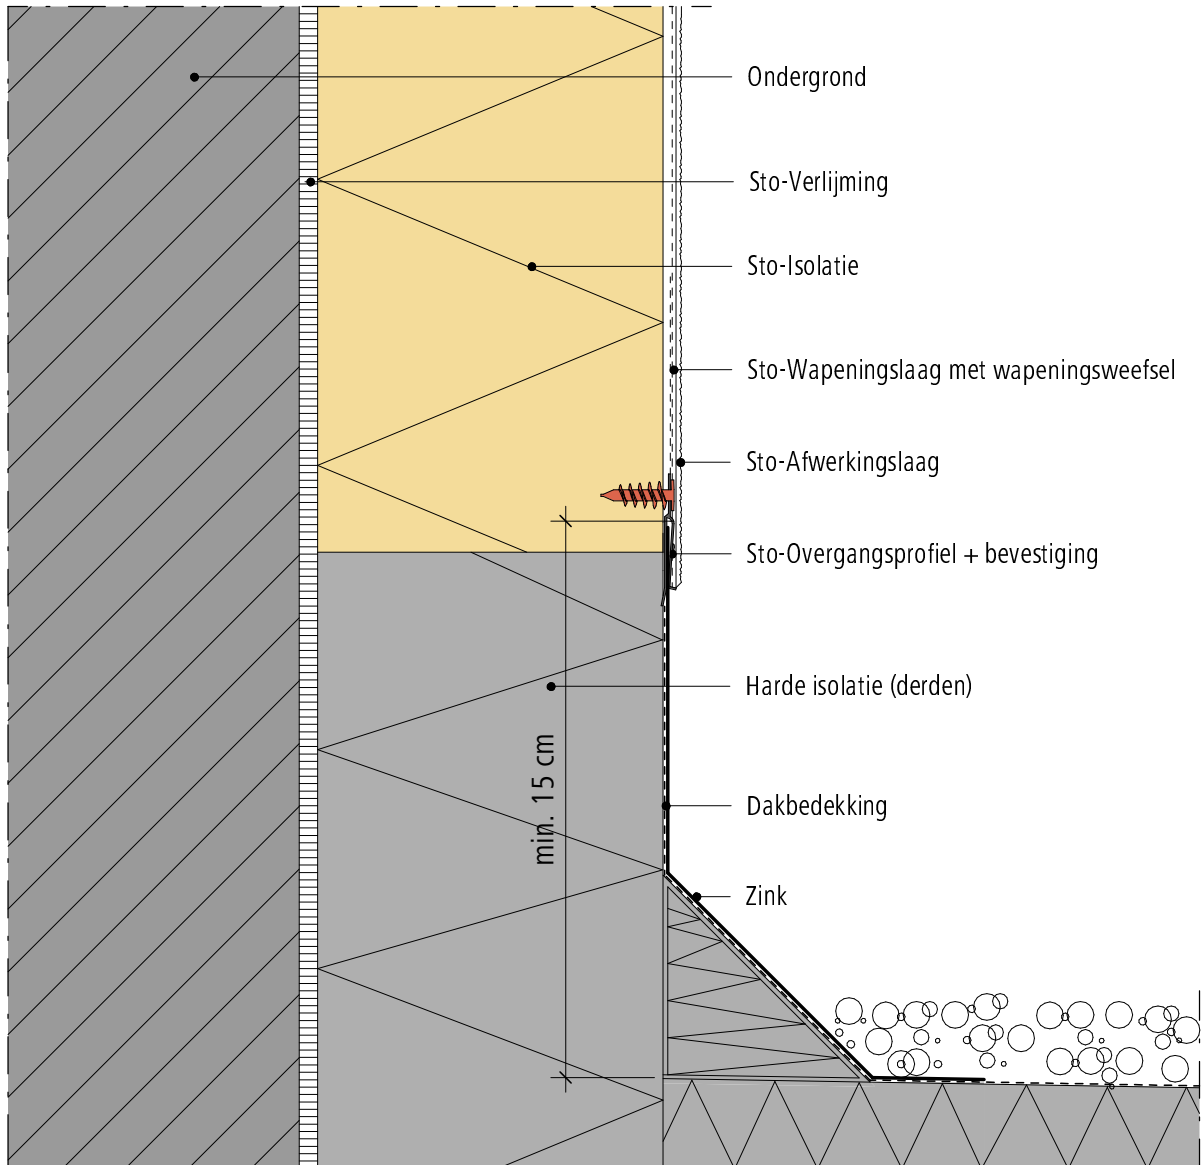 Ondergrond
Sto-Verlijming
Sto-Isolatie
Sto-Wapeningslaag met wapeningsweefsel
Sto-Afwerkingslaag
Sto-Overgangsprofiel + bevestiging
Harde isolatie (derden)
min. 15 cm
Dakbedekking
Zink